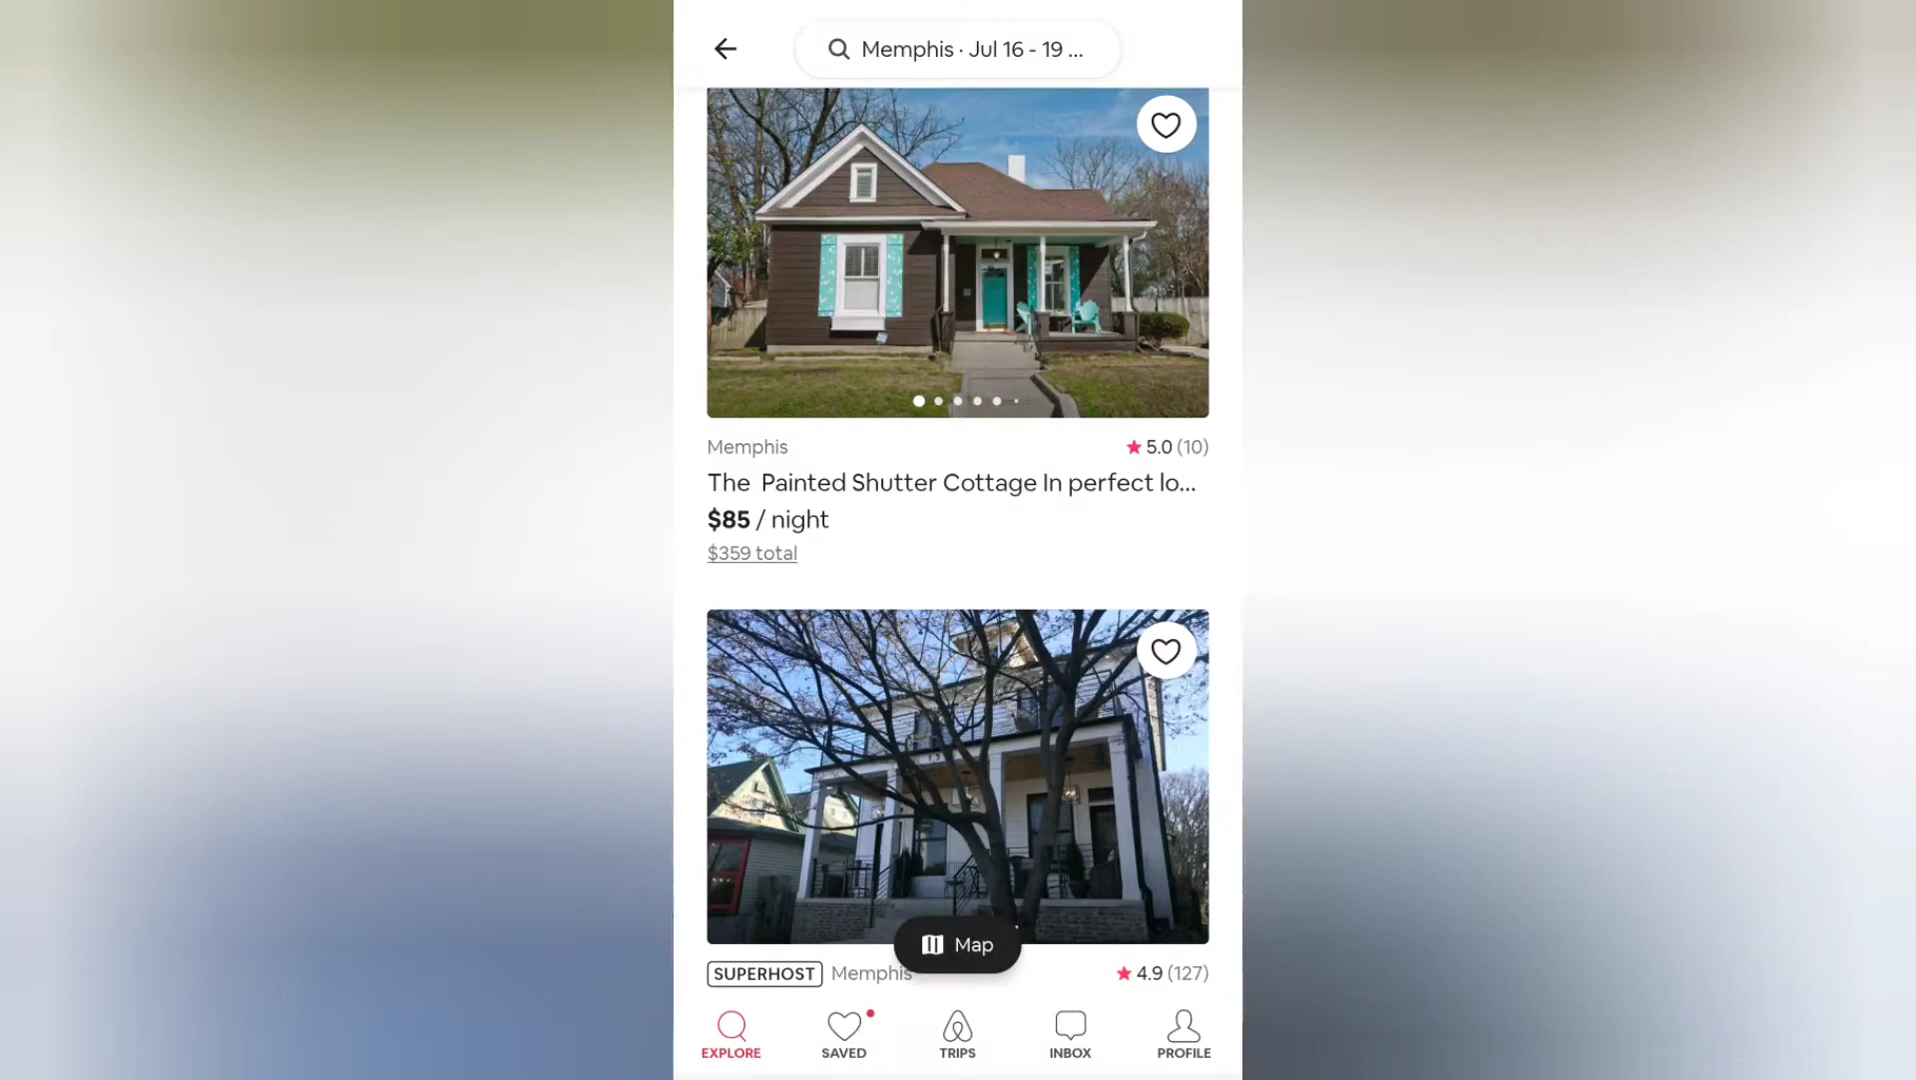 Memphis · Jul 16 - 19 ...
Memphis
5.0 (10)
The Painted Shutter Cottage In perfect lo...
$85 / night
$359 total
Map
SUPERHOST Memphis
4.9 (127)
EXPLORE
SAVED
TRIPS
INBOX
PROFILE